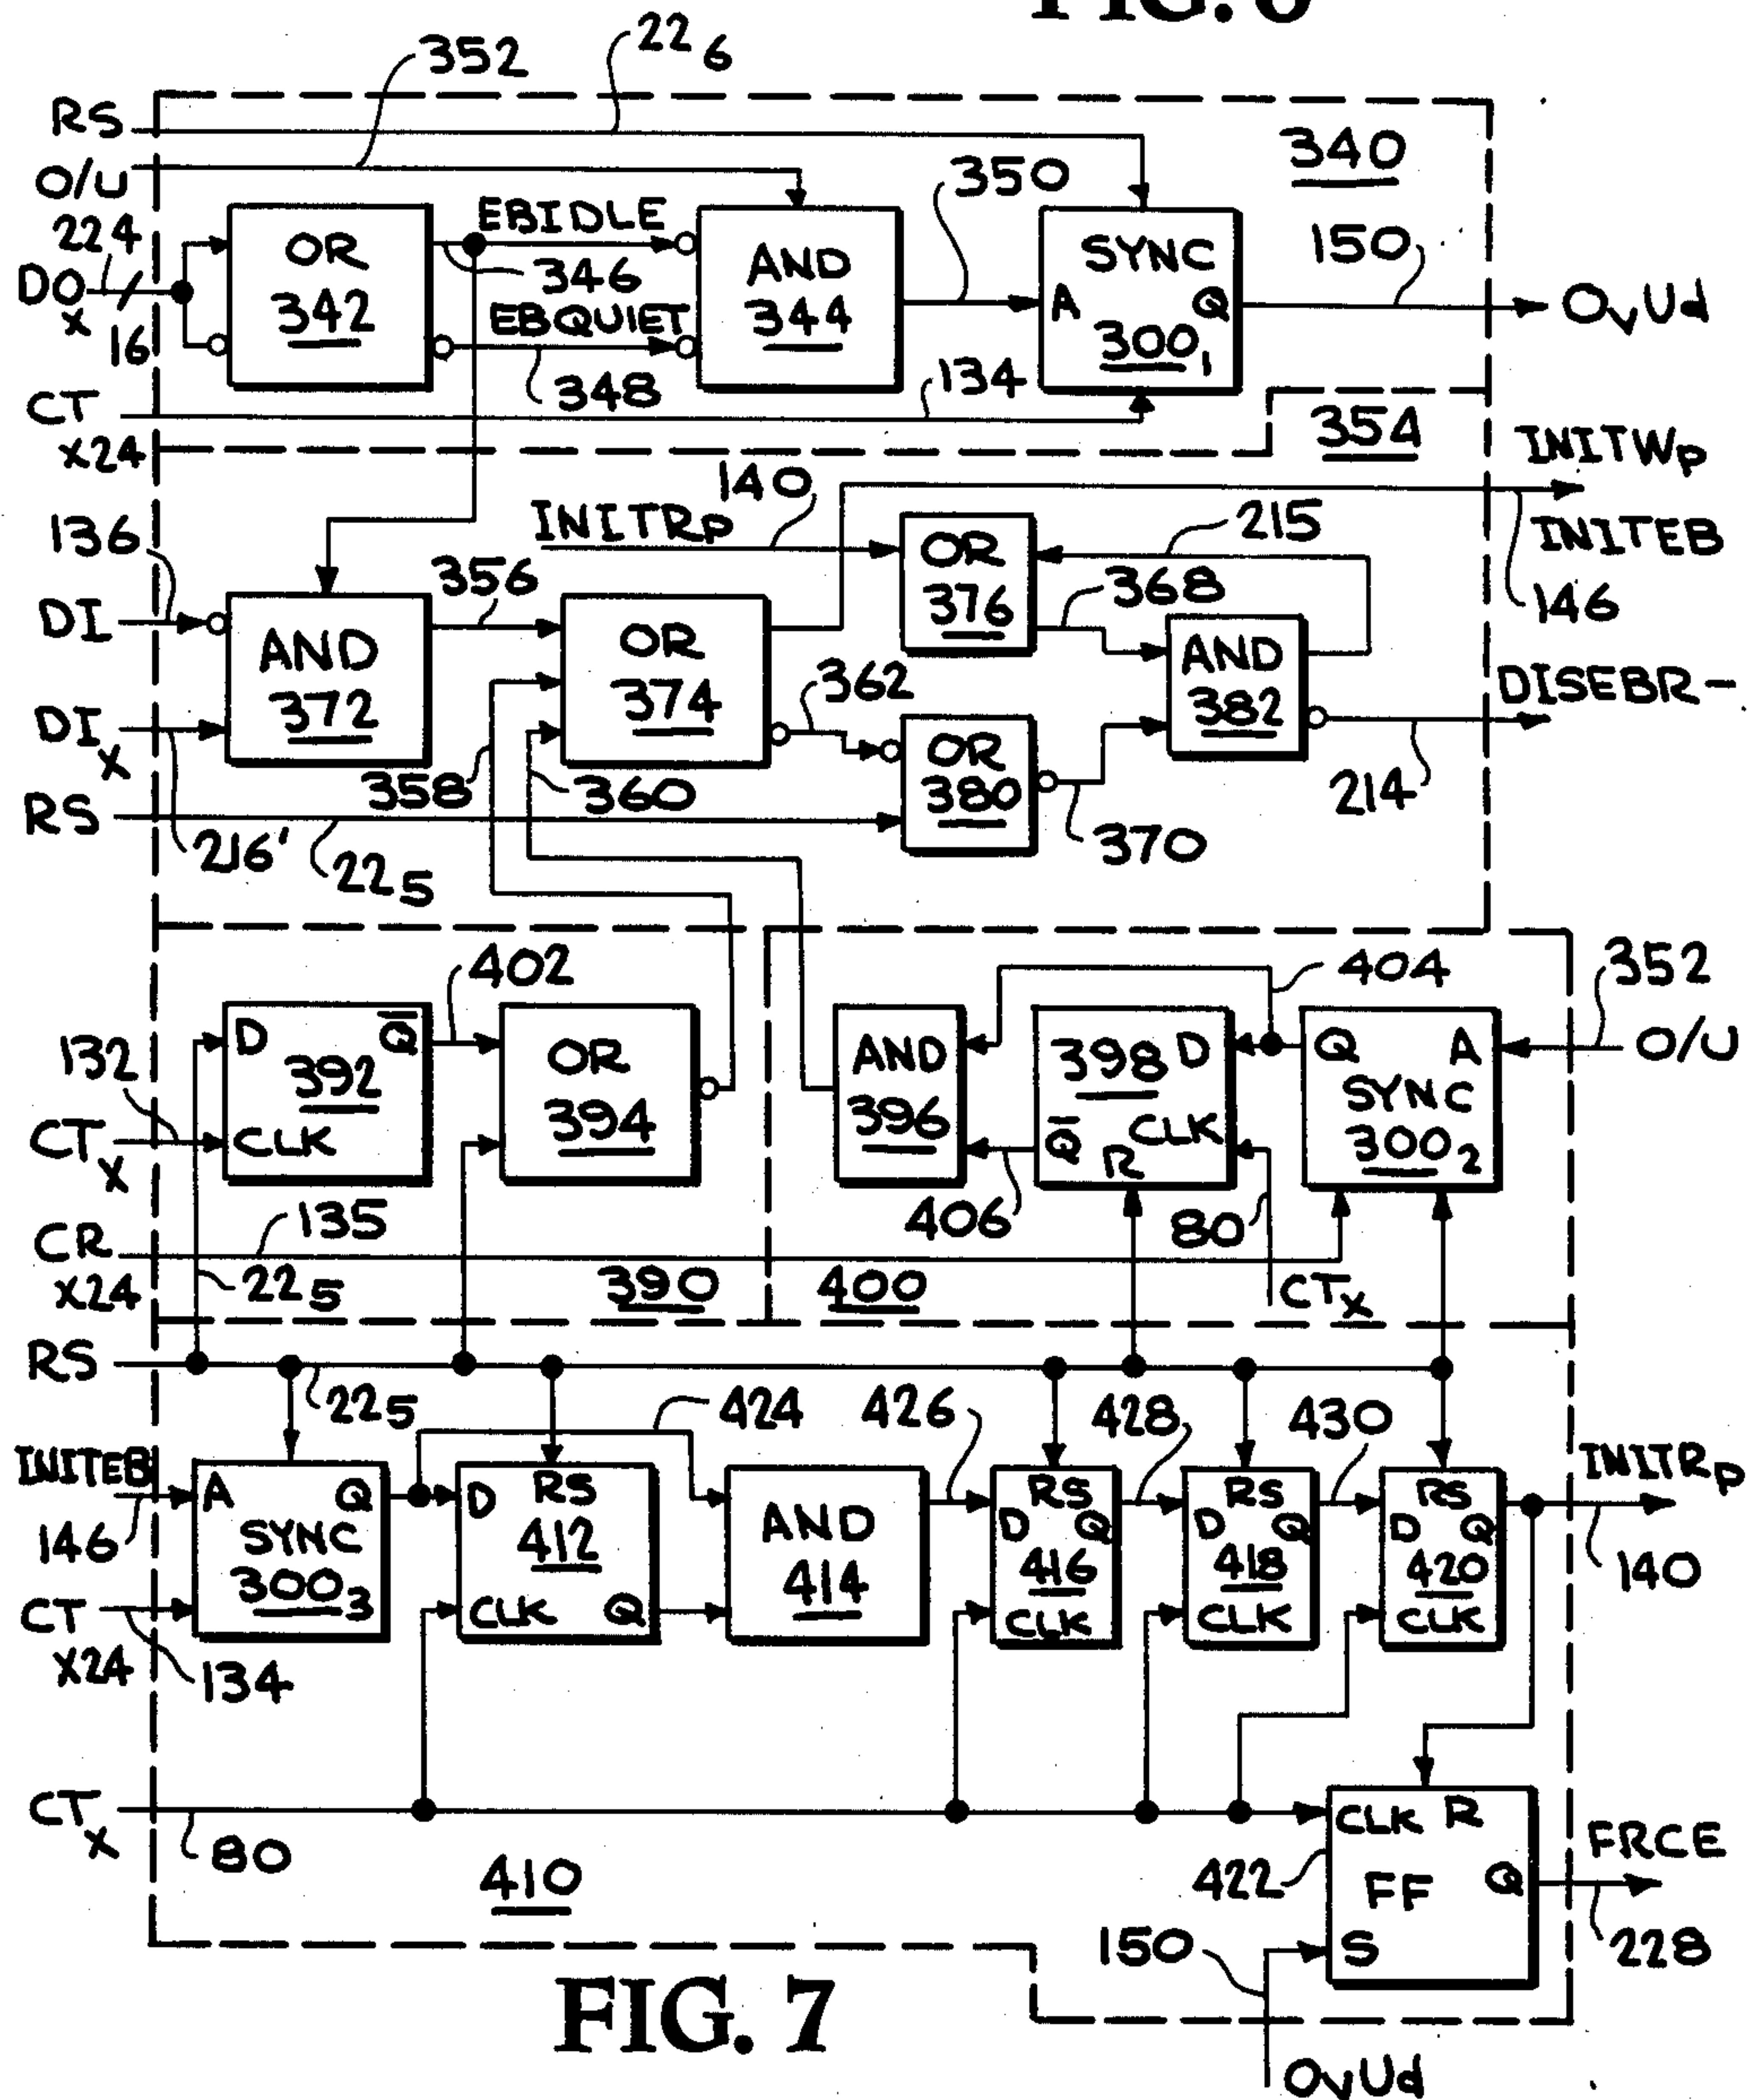 FIG. 6
352
22 6
RS
340
O/U
350
224
EBIDLE
OR
342
AND
344
SYNC
A Q
300 1
150
OvUd
DO x
346
EBQUIET
16
348
134
CT x24
354
INITWp
140
INITRp
215
INITEB
136
OR
376
368
146
DI
356
AND
372
OR
374
362
AND
382
DISEBR-
DI x
OR
380
358
360
214
RS
216'
22 5
370
402
404
352
D Q̅
392
CLK
OR
394
AND
396
398 D
Q̅ R CLK
Q A
SYNC
300 2
O/U
132
CT x
406
80
CR x24
135
22 5
390
400
CT x
RS
22 5
424
426
428
430
INITEB
A Q
SYNC
300 3
D RS
412
CLK Q
AND
414
RS
D Q
416
CLK
RS
D Q
418
CLK
RS
D Q
420
CLK
INITRp
146
140
CT x24
134
CT x
80
410
CLK R
422
FF Q
S
FRCE
228
150
FIG. 7
OvUd